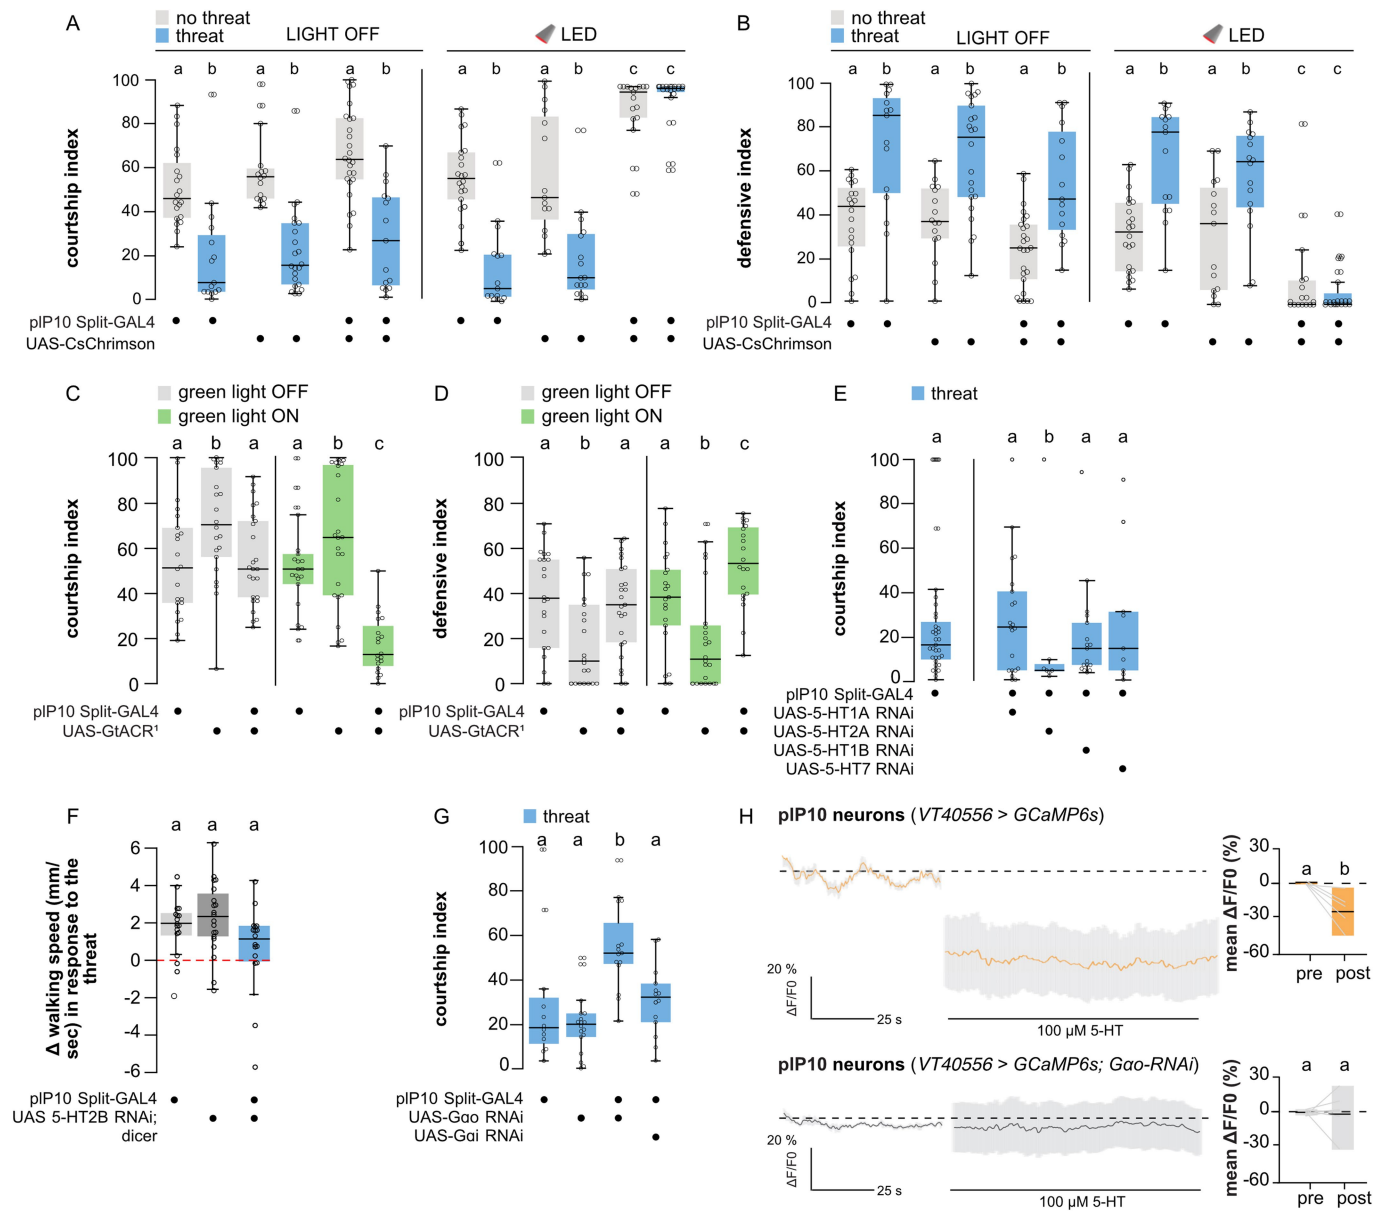 A
no threat
threat
LIGHT OFF
LED
a b a b a b a b a b c c
courtship index
100
80
60
40
20
0
pIP10 Split-GAL4
UAS-CsChrimson
B
no threat
threat
LIGHT OFF
LED
a b a b a b a b a b c c
defensive index
100
80
60
40
20
0
pIP10 Split-GAL4
UAS-CsChrimson
C
green light OFF
green light ON
a b a a b c
courtship index
100
80
60
40
20
0
pIP10 Split-GAL4
UAS-GtACR¹
D
green light OFF
green light ON
a b a a b c
defensive index
100
80
60
40
20
0
pIP10 Split-GAL4
UAS-GtACR¹
E
threat
a a b a a
courtship index
100
80
60
40
20
0
pIP10 Split-GAL4
UAS-5-HT1A RNAi
UAS-5-HT2A RNAi
UAS-5-HT1B RNAi
UAS-5-HT7 RNAi
F
a a a
Δ walking speed (mm/
sec) in response to the
threat
6
4
2
0
-2
-4
-6
pIP10 Split-GAL4
UAS 5-HT2B RNAi;
dicer
G
threat
a a b a
courtship index
100
80
60
40
20
0
pIP10 Split-GAL4
UAS-Gαo RNAi
UAS-Gαi RNAi
H
pIP10 neurons (VT40556 > GCaMP6s)
20 %
ΔF/F0
25 s
100 µM 5-HT
mean ΔF/F0 (%)
30
0
-30
-60
a b
pre post
pIP10 neurons (VT40556 > GCaMP6s; Gαo-RNAi)
20 %
ΔF/F0
25 s
100 µM 5-HT
mean ΔF/F0 (%)
30
0
-30
-60
a a
pre post